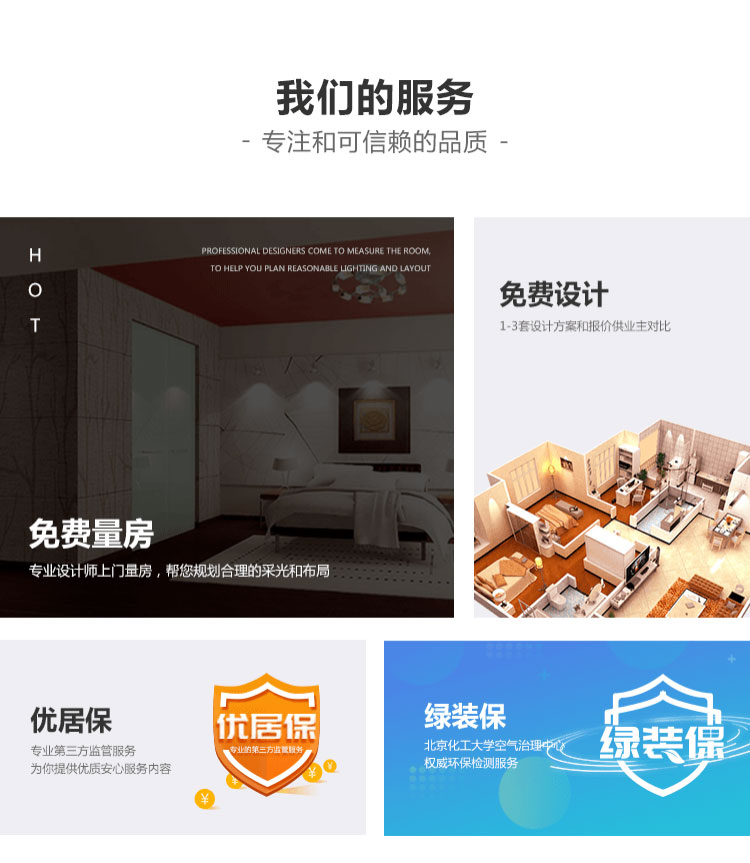 我们的服务
- 专注和可信赖的品质 -
H
O
T
PROFESSIONAL DESIGNERS COME TO MEASURE THE ROOM,
TO HELP YOU PLAN REASONABLE LIGHTING AND LAYOUT
免费量房
专业设计师上门量房，帮您规划合理的采光和布局
免费设计
1-3套设计方案和报价供业主对比
优居保
专业第三方监管服务
为你提供优质安心服务内容
优居保
专业的第三方监管服务
¥
¥
¥
¥
绿装保
北京化工大学空气治理中心
权威环保检测服务
绿装保